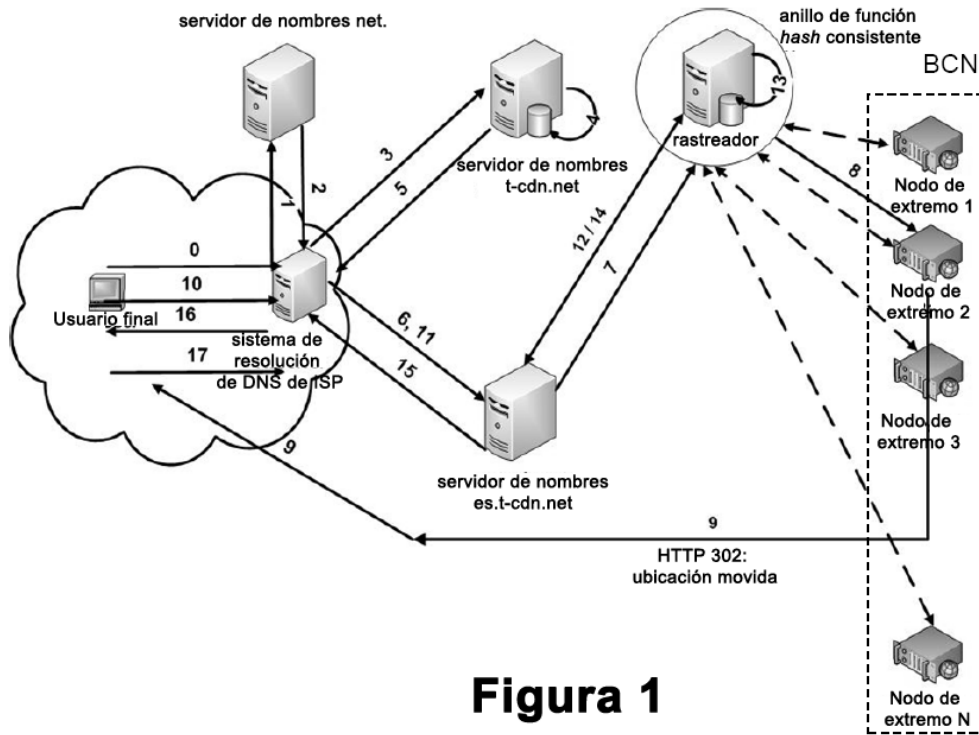 servidor de nombres net.
anillo de función
hash consistente
BCN
rastreador
13
servidor de nombres
t-cdn.net
4
3
5
2
1
8
Nodo de
extremo 1
Nodo de
extremo 2
Nodo de
extremo 3
Nodo de
extremo N
12 / 14
7
0
10
16
17
Usuario final
sistema de
resolución
de DNS de ISP
6, 11
15
servidor de nombres
es.t-cdn.net
9
9
HTTP 302:
ubicación movida
Figura 1